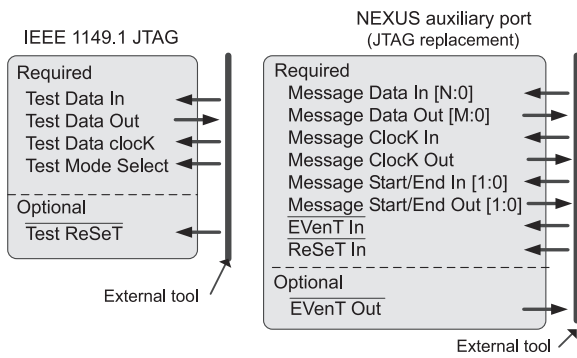 IEEE 1149.1 JTAG
Required
Test Data In
Test Data Out
Test Data clocK
Test Mode Select
Optional
Test ReSeT
External tool
NEXUS auxiliary port
(JTAG replacement)
Required
Message Data In [N:0]
Message Data Out [M:0]
Message ClocK In
Message ClocK Out
Message Start/End In [1:0]
Message Start/End Out [1:0]
EVenT In
ReSeT In
Optional
EVenT Out
External tool